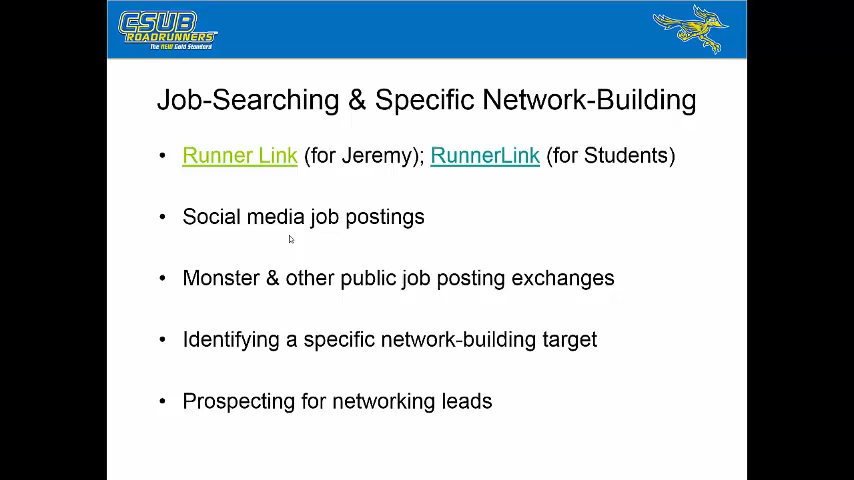 CSUB
ROADRUNNERS
The NEW Gold Standard
Job-Searching & Specific Network-Building
• Runner Link (for Jeremy); RunnerLink (for Students)
• Social media job postings
• Monster & other public job posting exchanges
• Identifying a specific network-building target
• Prospecting for networking leads